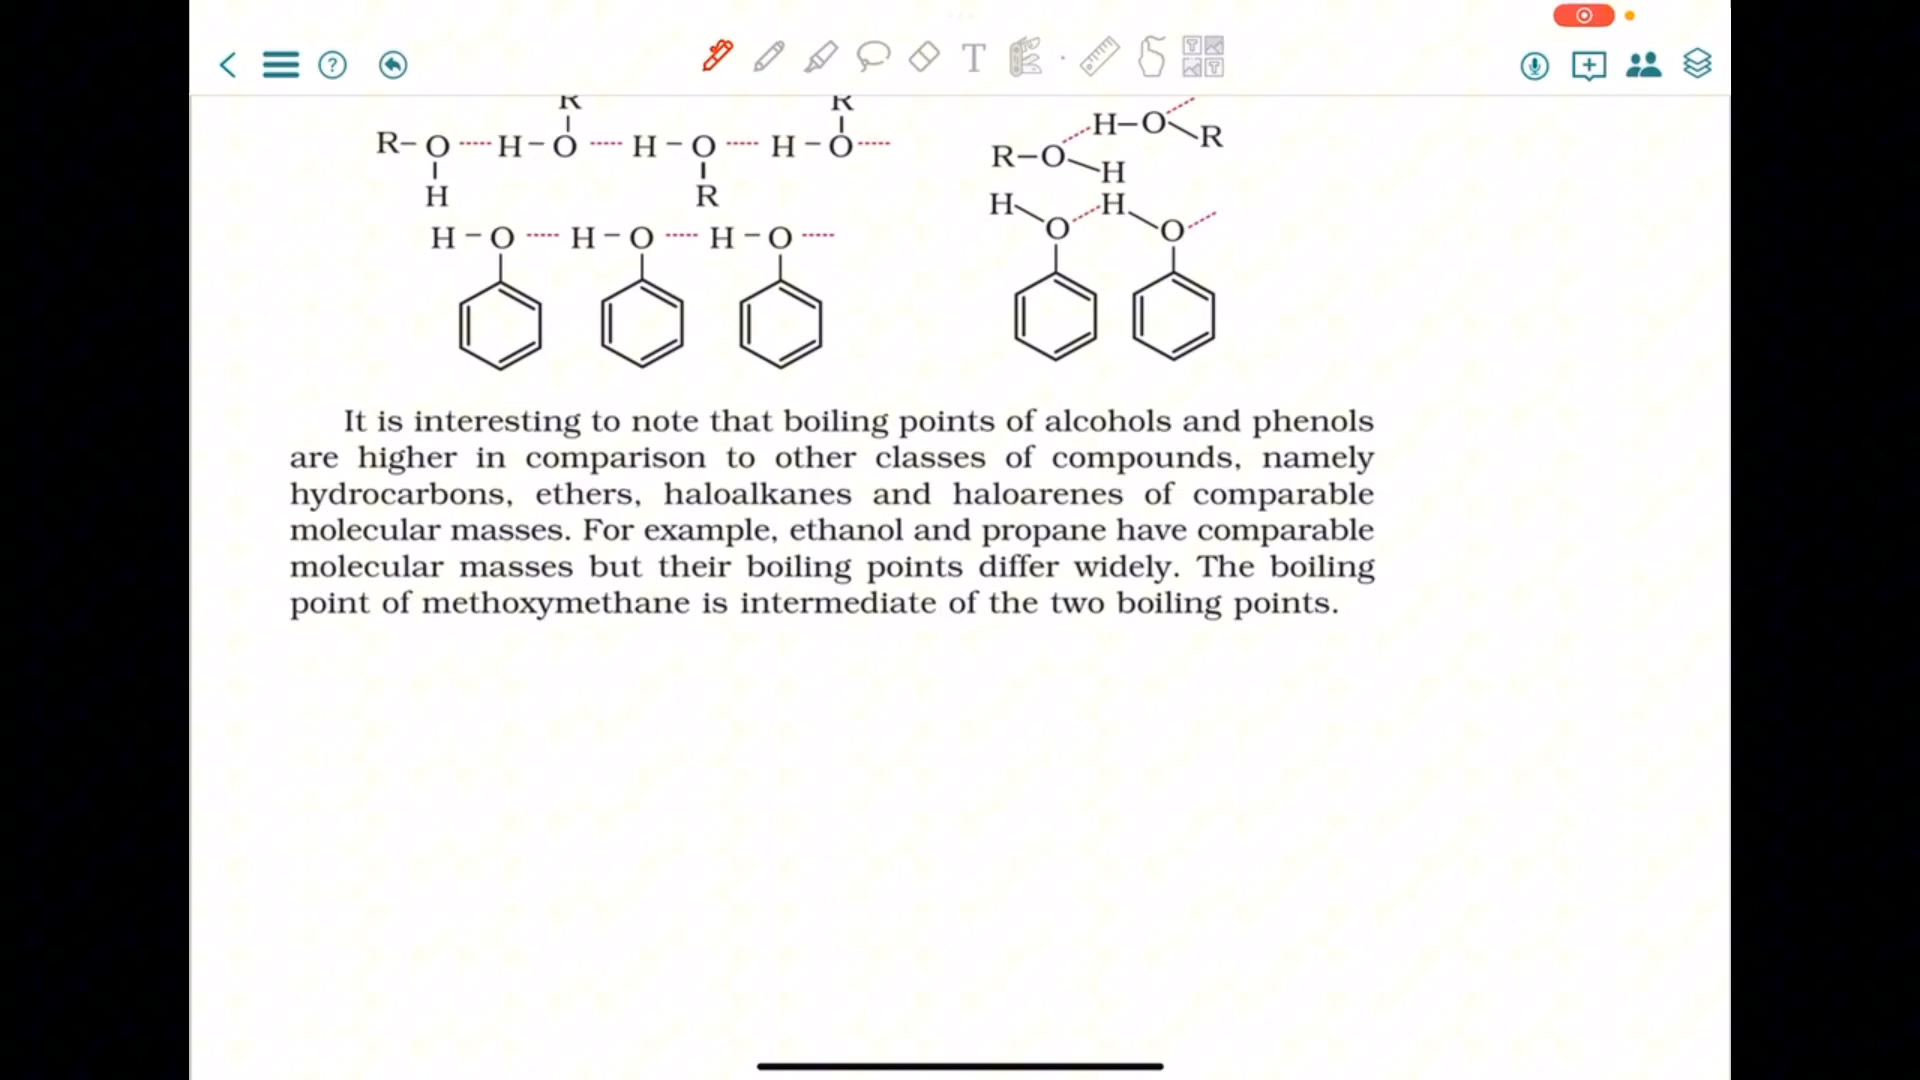 R R
R–O·····H–O·····H–O·····H–O·····
H R
H–O–R
R–O–H
H–O·····H–O·····H–O·····
H–O·····H–O·····
It is interesting to note that boiling points of alcohols and phenols
are higher in comparison to other classes of compounds, namely
hydrocarbons, ethers, haloalkanes and haloarenes of comparable
molecular masses. For example, ethanol and propane have comparable
molecular masses but their boiling points differ widely. The boiling
point of methoxymethane is intermediate of the two boiling points.